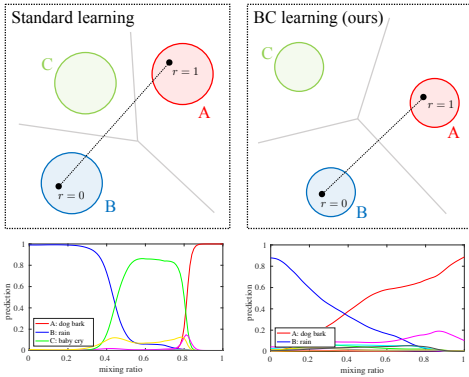 Standard learning
C
r = 1
A
r = 0
B
BC learning (ours)
C
r = 1
A
r = 0
B
1
0.8
0.6
0.4
0.2
0
prediction
A: dog bark
B: rain
C: baby cry
0 0.2 0.4 0.6 0.8 1
mixing ratio
1
0.8
0.6
0.4
0.2
0
prediction
A: dog bark
B: rain
0 0.2 0.4 0.6 0.8 1
mixing ratio